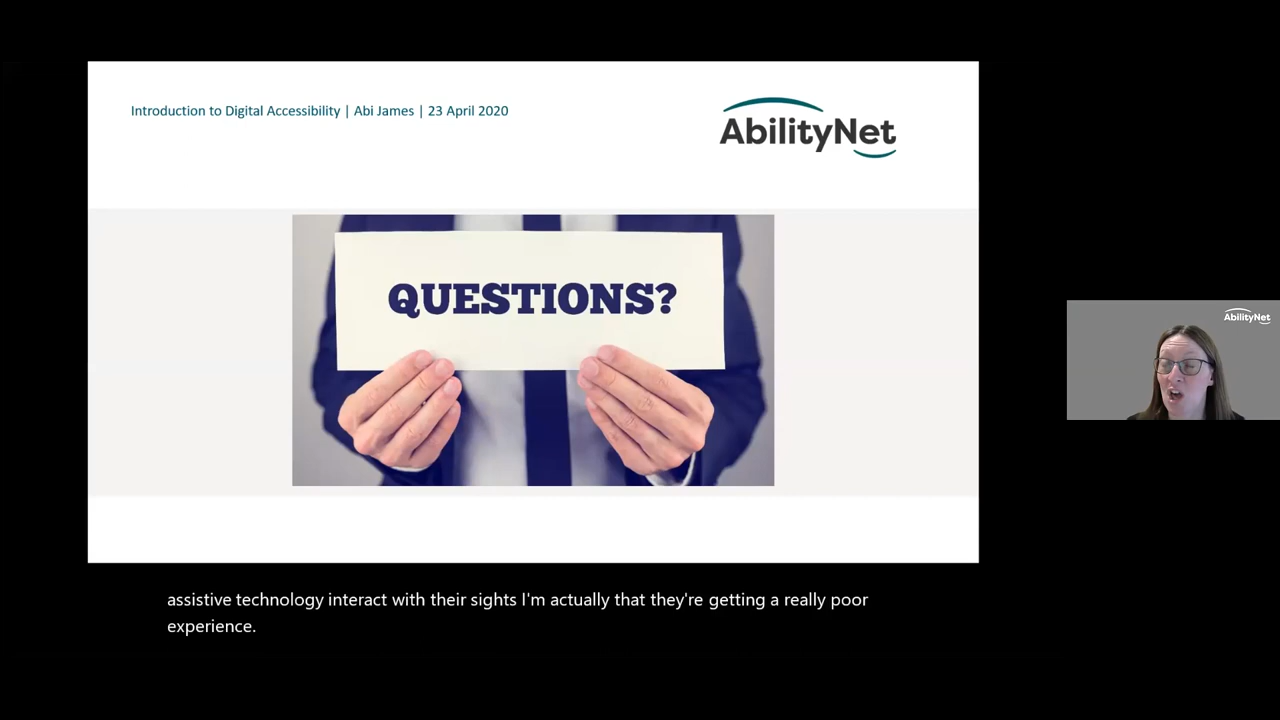 Introduction to Digital Accessibility | Abi James | 23 April 2020
AbilityNet
QUESTIONS?
AbilityNet
assistive technology interact with their sights I'm actually that they're getting a really poor
experience.